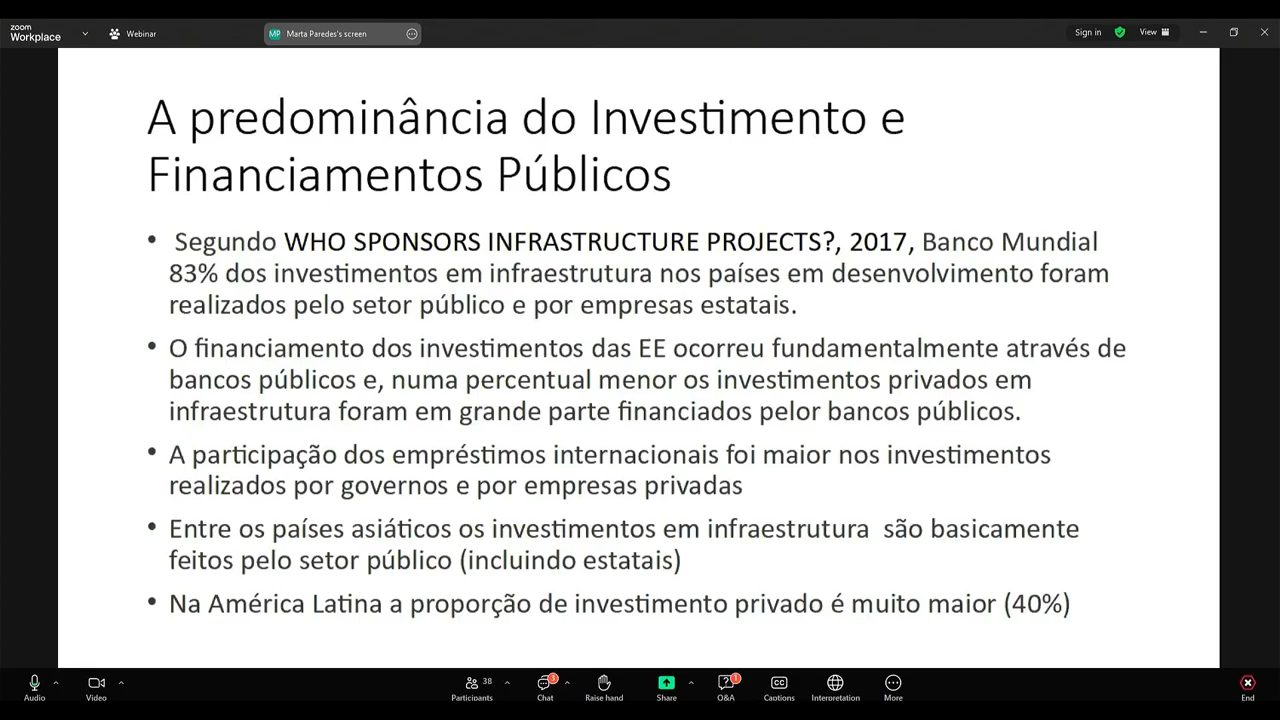 zoom
Workplace
Webinar
MP Marta Paredes's screen
Sign in
View
A predominância do Investimento e
Financiamentos Públicos
• Segundo WHO SPONSORS INFRASTRUCTURE PROJECTS?, 2017, Banco Mundial
83% dos investimentos em infraestrutura nos países em desenvolvimento foram
realizados pelo setor público e por empresas estatais.
• O financiamento dos investimentos das EE ocorreu fundamentalmente através de
bancos públicos e, numa percentual menor os investimentos privados em
infraestrutura foram em grande parte financiados pelor bancos públicos.
• A participação dos empréstimos internacionais foi maior nos investimentos
realizados por governos e por empresas privadas
• Entre os países asiáticos os investimentos em infraestrutura são basicamente
feitos pelo setor público (incluindo estatais)
• Na América Latina a proporção de investimento privado é muito maior (40%)
Audio
Video
38
Participants
3
Chat
Raise hand
Share
1
Q&A
CC
Captions
Interpretation
More
End